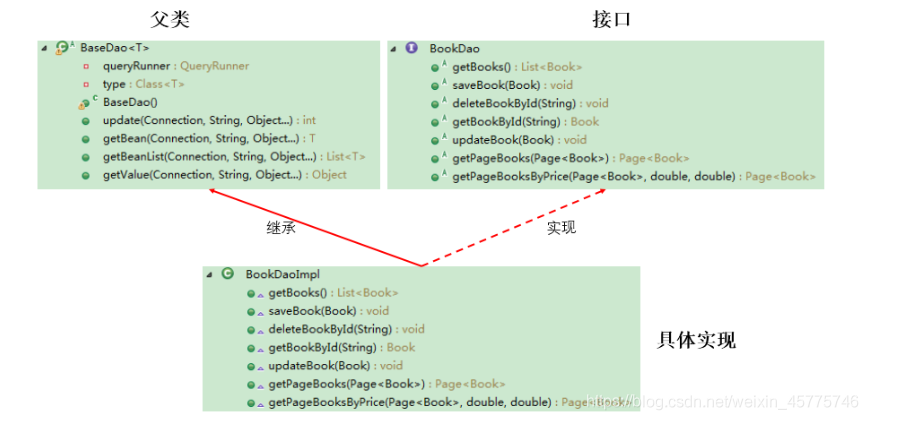 父类
BaseDao<T>
queryRunner : QueryRunner
type : Class<T>
BaseDao()
update(Connection, String, Object...) : int
getBean(Connection, String, Object...) : T
getBeanList(Connection, String, Object...) : List<T>
getValue(Connection, String, Object...) : Object
接口
BookDao
getBooks() : List<Book>
saveBook(Book) : void
deleteBookById(String) : void
getBookById(String) : Book
updateBook(Book) : void
getPageBooks(Page<Book>) : Page<Book>
getPageBooksByPrice(Page<Book>, double, double) : Page<Book>
继承
实现
BookDaoImpl
getBooks() : List<Book>
saveBook(Book) : void
deleteBookById(String) : void
getBookById(String) : Book
updateBook(Book) : void
getPageBooks(Page<Book>) : Page<Book>
getPageBooksByPrice(Page<Book>, double, double) : Page<Book>
具体实现
https://blog.csdn.net/weixin_45775746